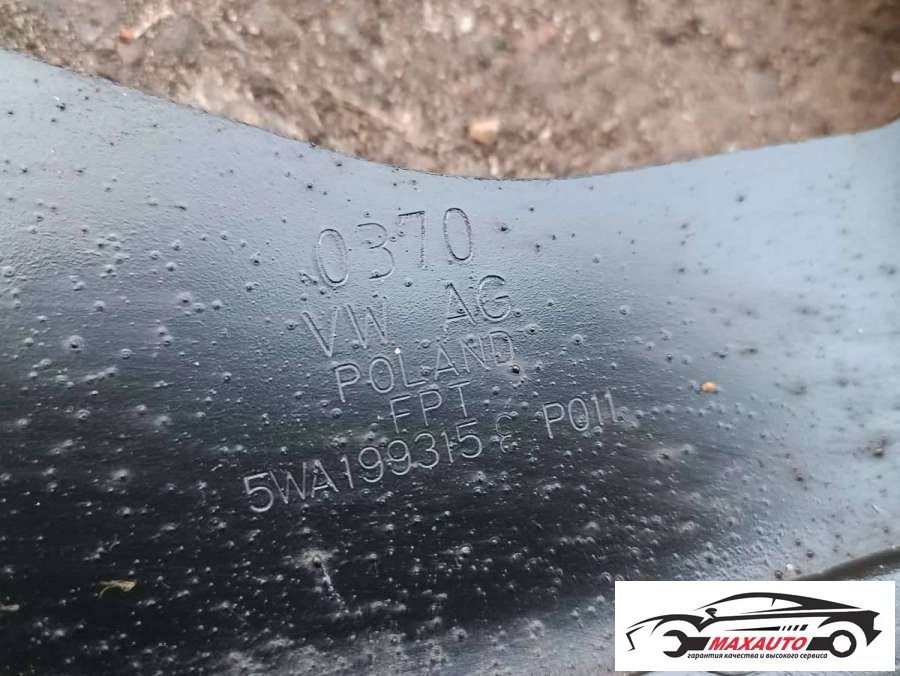 0370
VW AG
POLAND
FPT
5WA199315 C P011
MAXAUTO
гарантия качества и высокого сервиса